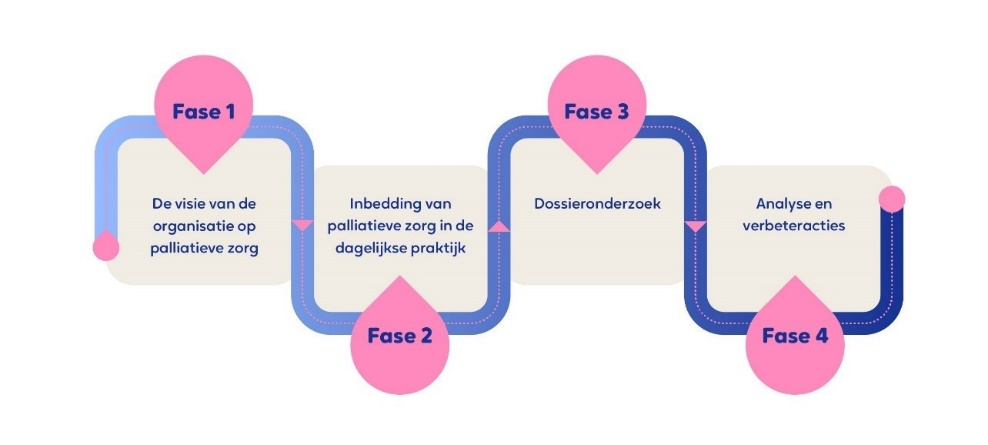 Fase 1
De visie van de
organisatie op
palliatieve zorg
Fase 2
Inbedding van
palliatieve zorg in de
dagelijkse praktijk
Fase 3
Dossieronderzoek
Fase 4
Analyse en
verbeteracties